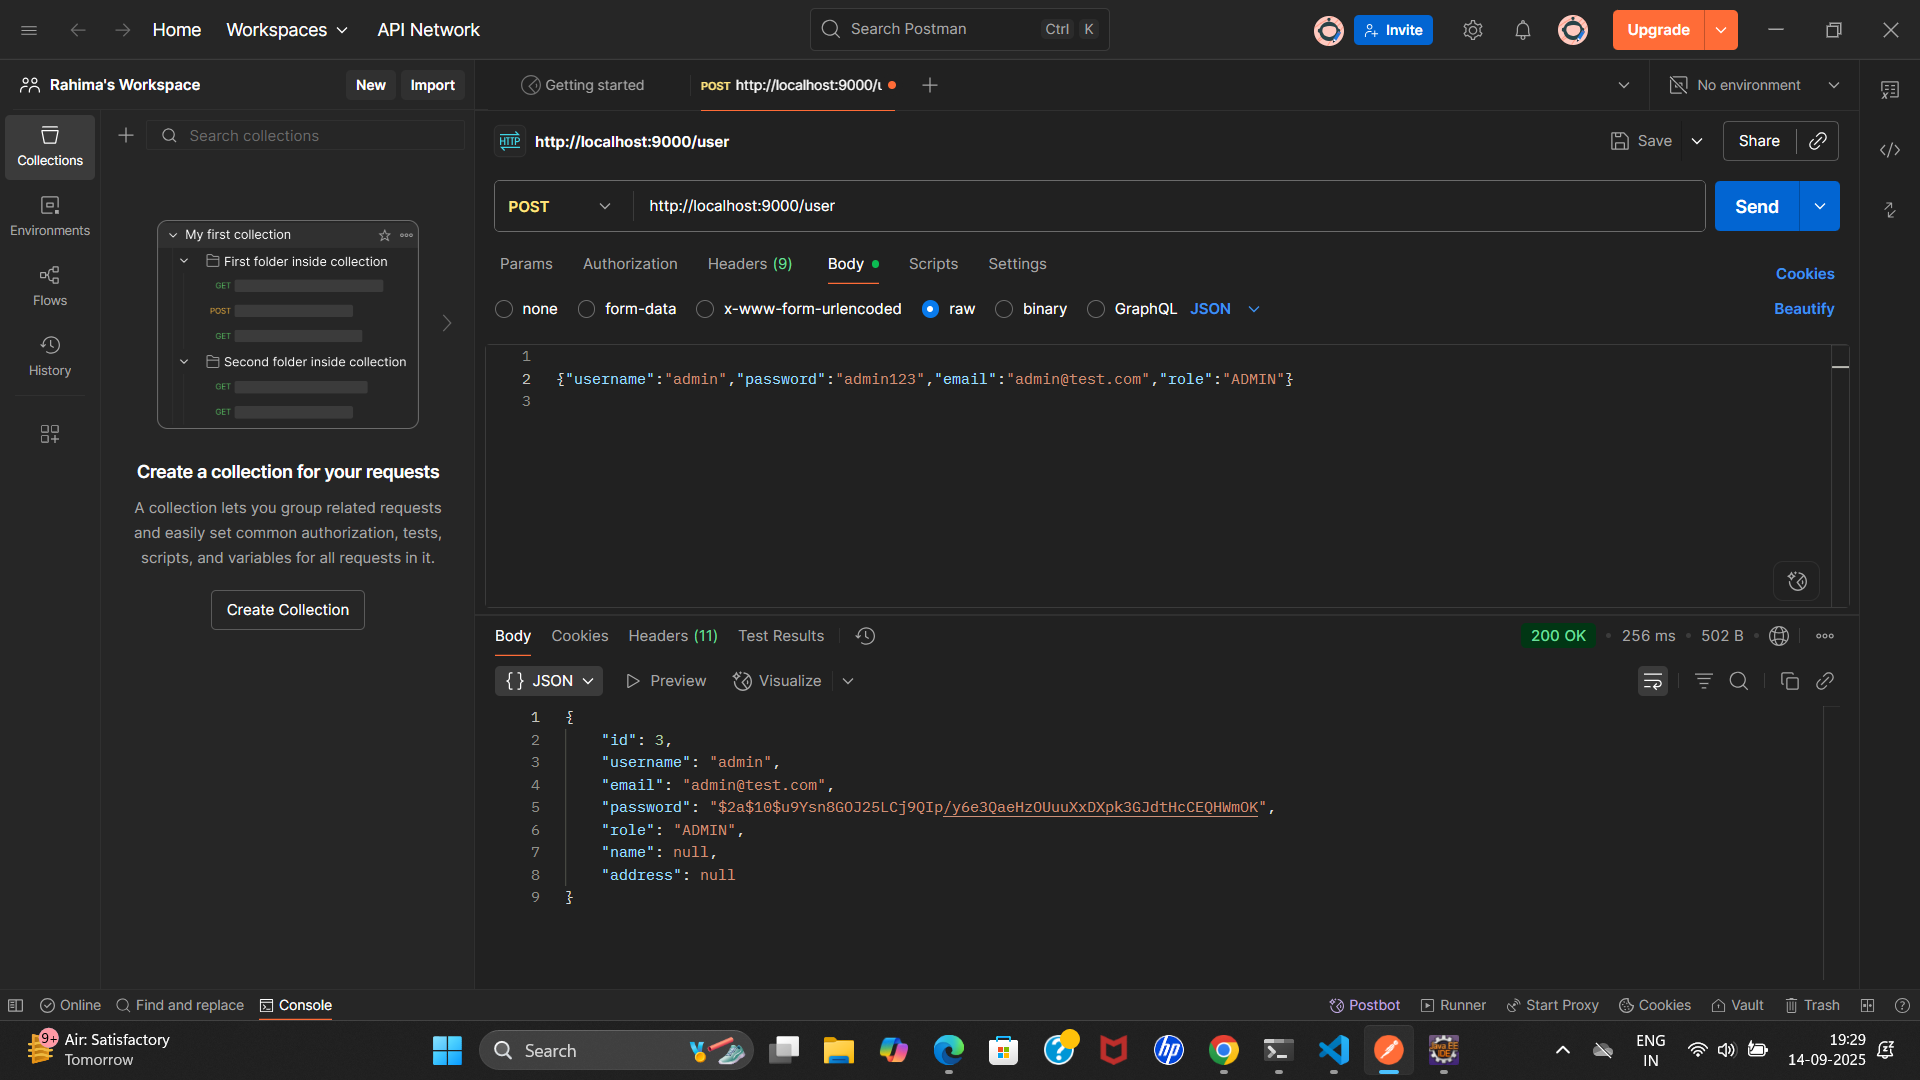 Home
Workspaces
API Network
Search Postman
Ctrl K
Invite
Upgrade
Rahima's Workspace
New
Import
Getting started
POST http://localhost:9000/u
No environment
Collections
Search collections
HTTP
http://localhost:9000/user
Save
Share
Environments
POST
http://localhost:9000/user
Send
My first collection
First folder inside collection
GET
POST
GET
Second folder inside collection
GET
GET
Flows
History
Params
Authorization
Headers (9)
Body
Scripts
Settings
Cookies
none
form-data
x-www-form-urlencoded
raw
binary
GraphQL
JSON
Beautify
1
2 {"username":"admin","password":"admin123","email":"admin@test.com","role":"ADMIN"}
3
Create a collection for your requests
A collection lets you group related requests
and easily set common authorization, tests,
scripts, and variables for all requests in it.
Create Collection
Body
Cookies
Headers (11)
Test Results
200 OK
256 ms
502 B
{} JSON
Preview
Visualize
1 {
2 "id": 3,
3 "username": "admin",
4 "email": "admin@test.com",
5 "password": "$2a$10$u9Ysn8GOJ25LCj9QIp/y6e3QaeHzOUuuXxDXpk3GJdtHcCEQHWmOK",
6 "role": "ADMIN",
7 "name": null,
8 "address": null
9 }
Online
Find and replace
Console
Postbot
Runner
Start Proxy
Cookies
Vault
Trash
9+
Air: Satisfactory
Tomorrow
Search
hp
Java EE
IDE
ENG
IN
19:29
14-09-2025